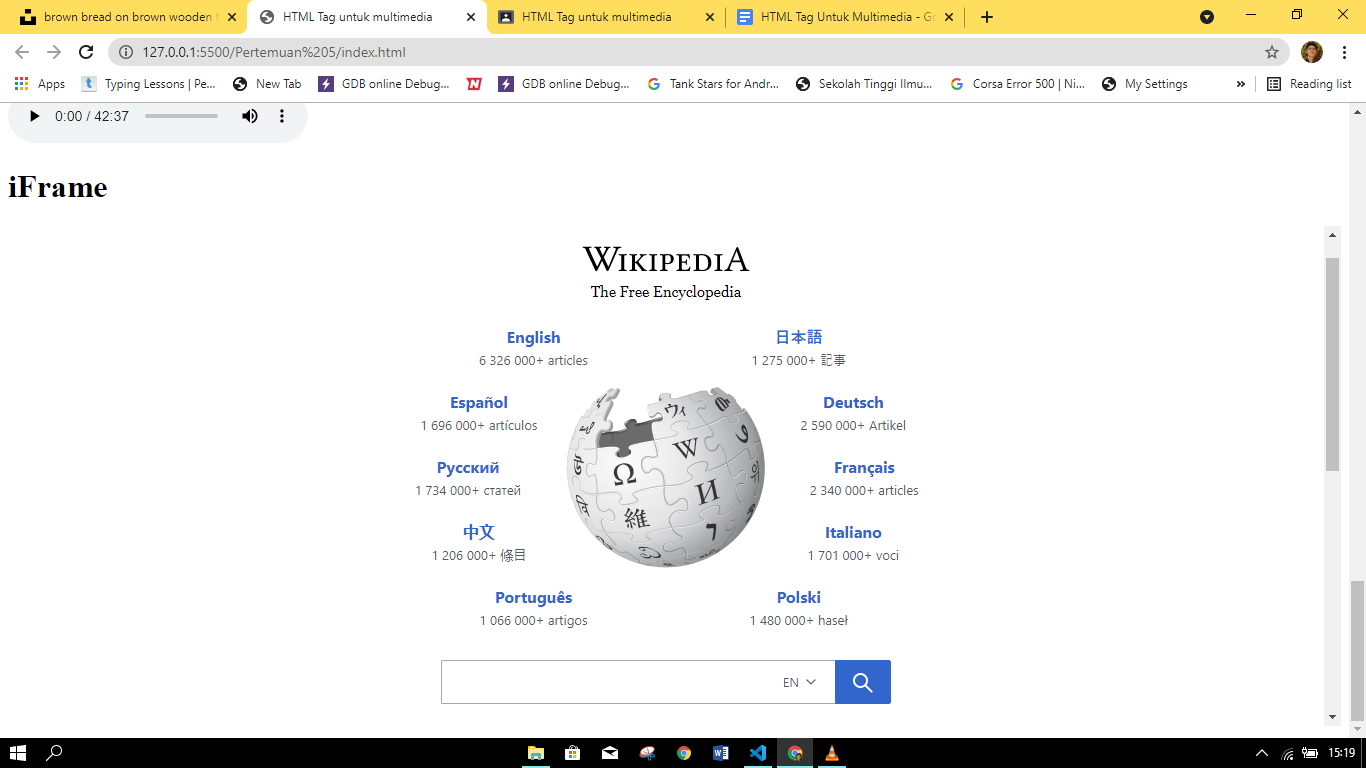 brown bread on brown wooden
HTML Tag untuk multimedia
HTML Tag untuk multimedia
HTML Tag Untuk Multimedia - Go
127.0.0.1:5500/Pertemuan%205/index.html
Apps
Typing Lessons | Pe...
New Tab
GDB online Debug...
GDB online Debug...
Tank Stars for Andr...
Sekolah Tinggi Ilmu...
Corsa Error 500 | Ni...
My Settings
»
Reading list
0:00 / 42:37
iFrame
WIKIPEDIA
The Free Encyclopedia
English
6 326 000+ articles
日本語
1 275 000+ 記事
Español
1 696 000+ artículos
Deutsch
2 590 000+ Artikel
Русский
1 734 000+ статей
Français
2 340 000+ articles
中文
1 206 000+ 條目
Italiano
1 701 000+ voci
Português
1 066 000+ artigos
Polski
1 480 000+ haseł
ウィ
W
Ω
И
維
EN
15:19